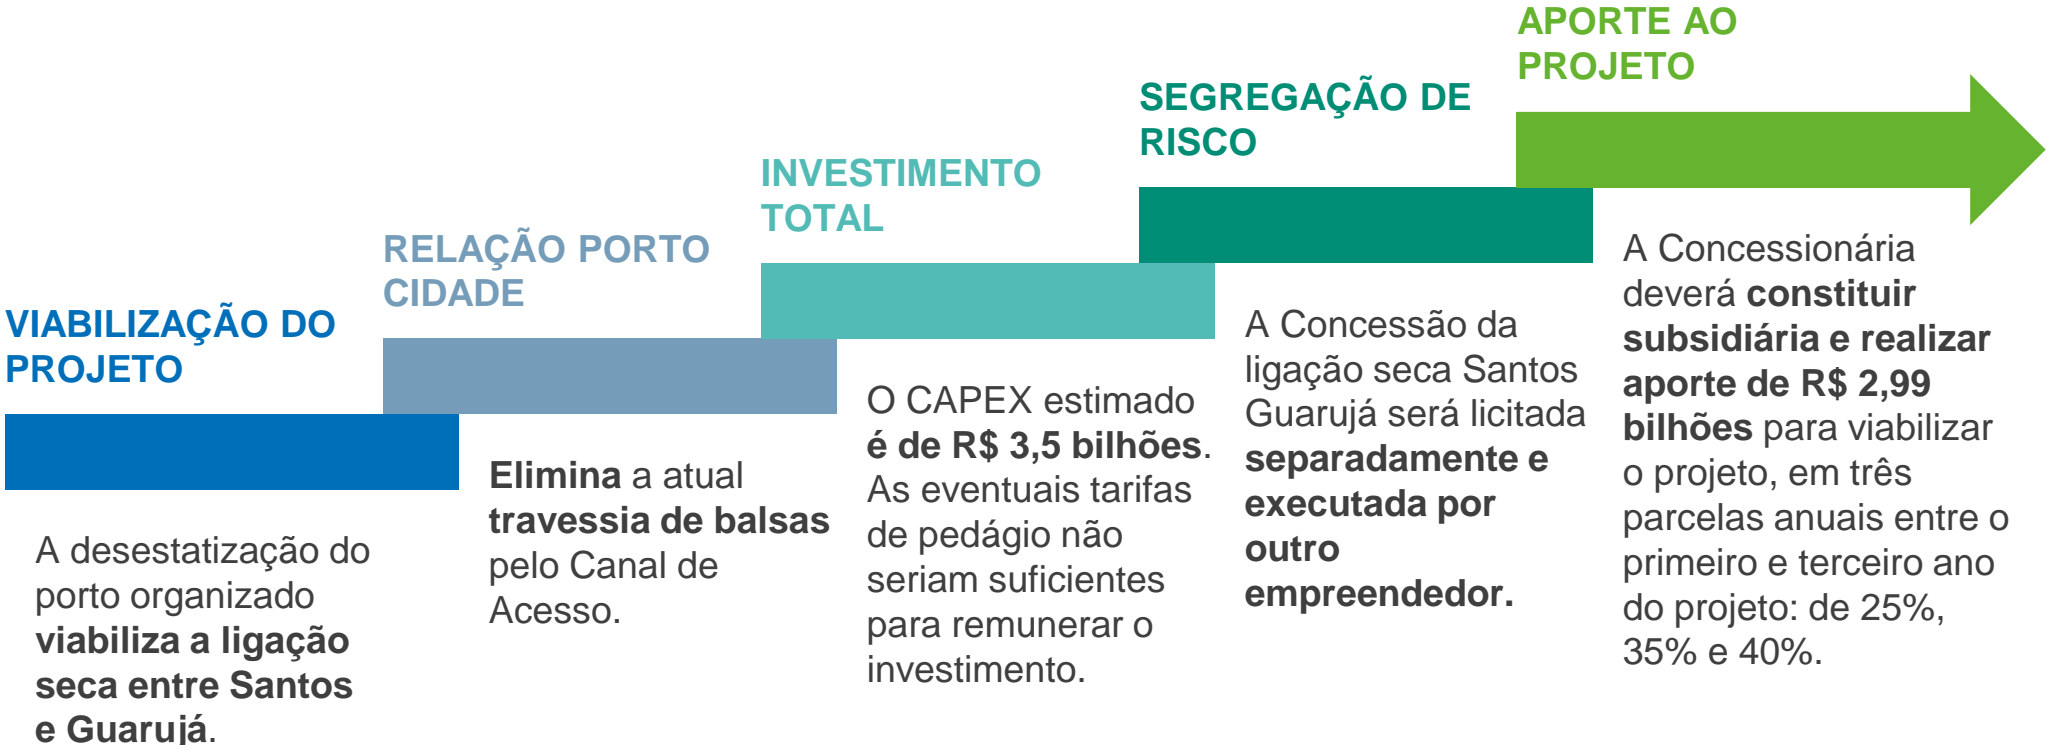 VIABILIZAÇÃO DO
PROJETO
A desestatização do
porto organizado
viabiliza a ligação
seca entre Santos
e Guarujá.
RELAÇÃO PORTO
CIDADE
Elimina a atual
travessia de balsas
pelo Canal de
Acesso.
INVESTIMENTO
TOTAL
O CAPEX estimado
é de R$ 3,5 bilhões.
As eventuais tarifas
de pedágio não
seriam suficientes
para remunerar o
investimento.
SEGREGAÇÃO DE
RISCO
A Concessão da
ligação seca Santos
Guarujá será licitada
separadamente e
executada por
outro
empreendedor.
APORTE AO
PROJETO
A Concessionária
deverá constituir
subsidiária e realizar
aporte de R$ 2,99
bilhões para viabilizar
o projeto, em três
parcelas anuais entre o
primeiro e terceiro ano
do projeto: de 25%,
35% e 40%.